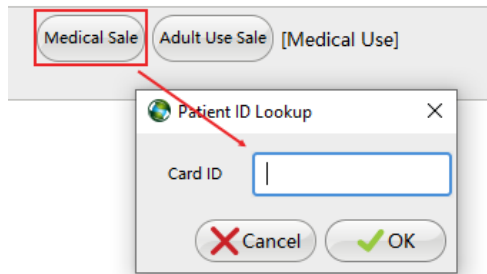 Medical Sale Adult Use Sale [Medical Use]
Patient ID Lookup
Card ID
Cancel OK